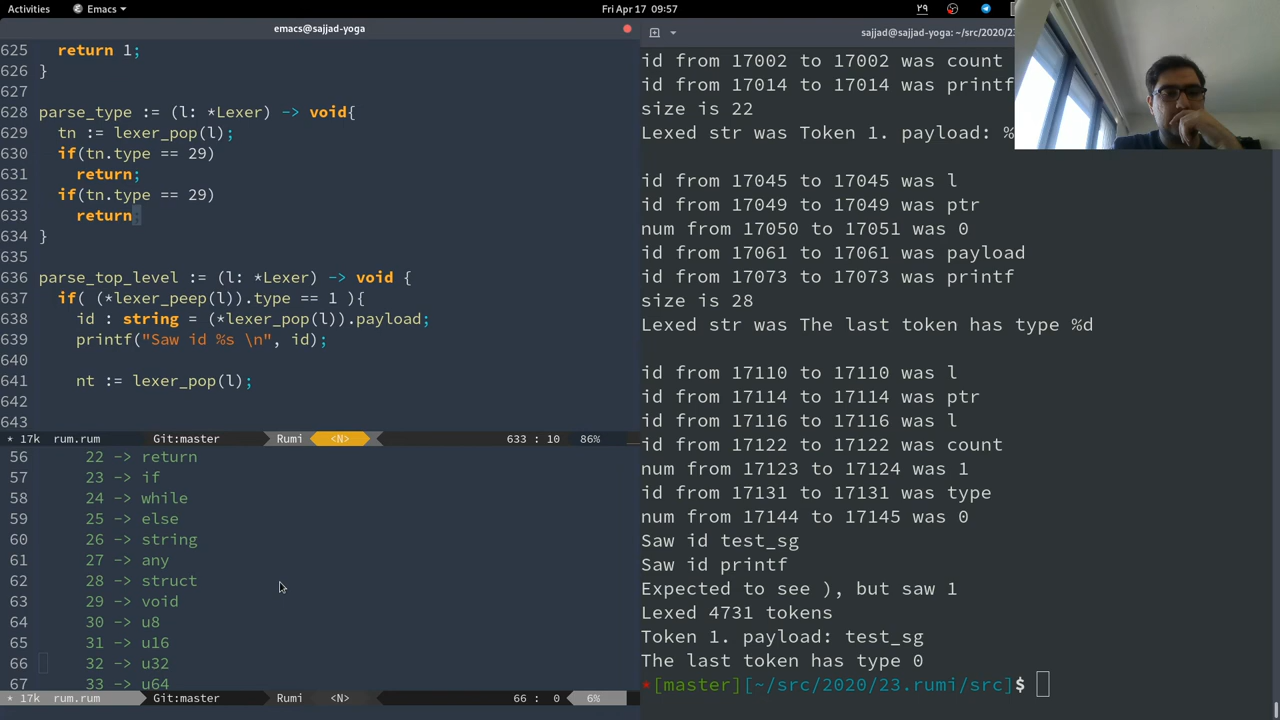 Activities Emacs Fri Apr 17 09:57 ۲۹
emacs@sajjad-yoga
625 return 1;
626 }
627
628 parse_type := (l: *Lexer) -> void{
629 tn := lexer_pop(l);
630 if(tn.type == 29)
631 return;
632 if(tn.type == 29)
633 return;
634 }
635
636 parse_top_level := (l: *Lexer) -> void {
637 if( (*lexer_peep(l)).type == 1 ){
638 id : string = (*lexer_pop(l)).payload;
639 printf("Saw id %s \n", id);
640
641 nt := lexer_pop(l);
642
643
* 17k rum.rum Git:master Rumi <N> 633 : 10 86%
56 22 -> return
57 23 -> if
58 24 -> while
59 25 -> else
60 26 -> string
61 27 -> any
62 28 -> struct
63 29 -> void
64 30 -> u8
65 31 -> u16
66 32 -> u32
67 33 -> u64
* 17k rum.rum Git:master Rumi <N> 66 : 0 6%
sajjad@sajjad-yoga: ~/src/2020/23.
id from 17002 to 17002 was count
id from 17014 to 17014 was printf
size is 22
Lexed str was Token 1. payload: %
id from 17045 to 17045 was l
id from 17049 to 17049 was ptr
num from 17050 to 17051 was 0
id from 17061 to 17061 was payload
id from 17073 to 17073 was printf
size is 28
Lexed str was The last token has type %d
id from 17110 to 17110 was l
id from 17114 to 17114 was ptr
id from 17116 to 17116 was l
id from 17122 to 17122 was count
num from 17123 to 17124 was 1
id from 17131 to 17131 was type
num from 17144 to 17145 was 0
Saw id test_sg
Saw id printf
Expected to see ), but saw 1
Lexed 4731 tokens
Token 1. payload: test_sg
The last token has type 0
*[master][~/src/2020/23.rumi/src]$